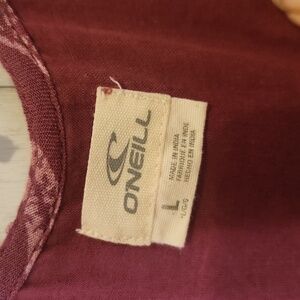 O'NEILL
L
L/G/G
MADE IN INDIA
FABRIQUÉ EN INDE
HECHO EN INDIA